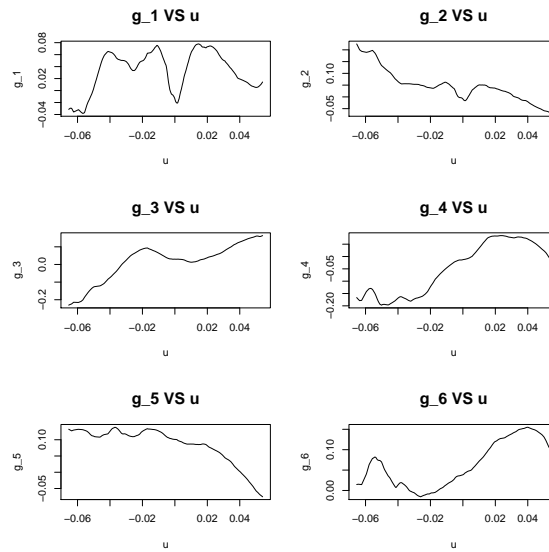 g_1 VS u
g_1
-0.04
0.02
0.08
-0.06
-0.02
0.02
0.04
u
g_2 VS u
g_2
-0.05
0.05
-0.06
-0.02
0.02
0.04
u
g_3 VS u
g_3
-0.2
0.0
-0.06
-0.02
0.02
0.04
u
g_4 VS u
g_4
-0.20
-0.05
-0.06
-0.02
0.02
0.04
u
g_5 VS u
g_5
-0.05
0.10
-0.06
-0.02
0.02
0.04
u
g_6 VS u
g_6
0.00
0.10
-0.06
-0.02
0.02
0.04
u